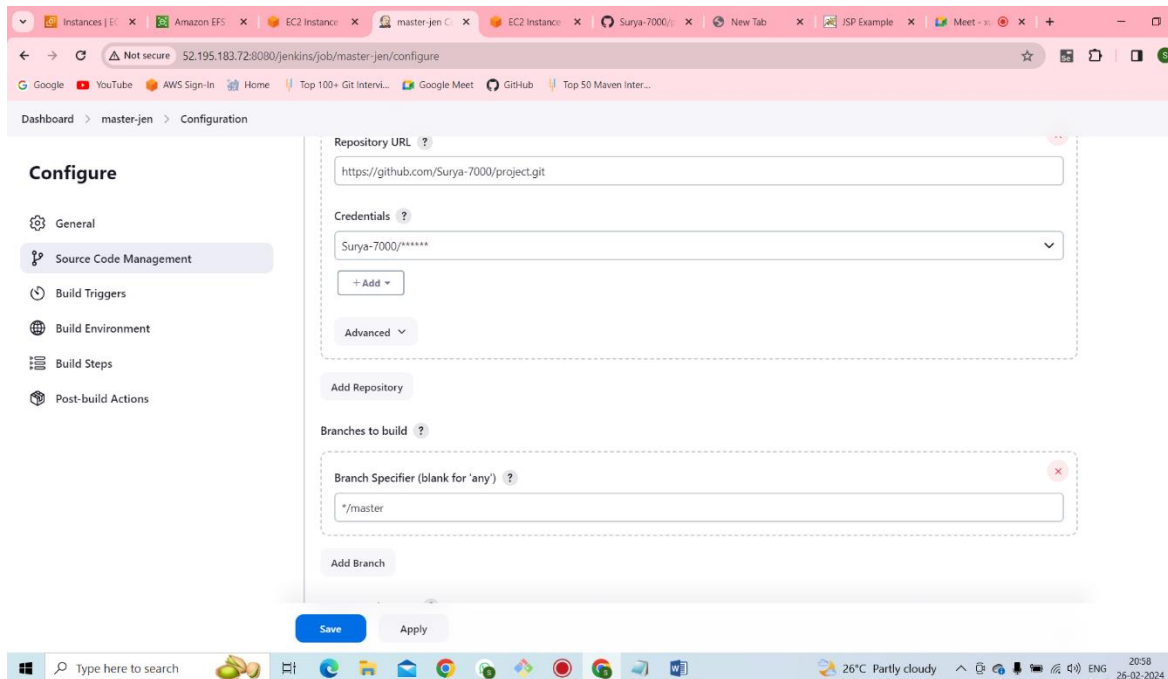 Instances | EC
Amazon EFS
EC2 Instance
master-jen C
EC2 Instance
Surya-7000/p
New Tab
JSP Example
Meet - x
Not secure 52.195.183.72:8080/jenkins/job/master-jen/configure
Google YouTube AWS Sign-In Home Top 100+ Git Intervi... Google Meet GitHub Top 50 Maven Inter...
Dashboard > master-jen > Configuration
Configure
General
Source Code Management
Build Triggers
Build Environment
Build Steps
Post-build Actions
Repository URL ?
https://github.com/Surya-7000/project.git
Credentials ?
Surya-7000/******
+ Add
Advanced
Add Repository
Branches to build ?
Branch Specifier (blank for 'any') ?
*/master
Add Branch
Save Apply
Type here to search
26°C Partly cloudy
ENG
20:58
26-02-2024